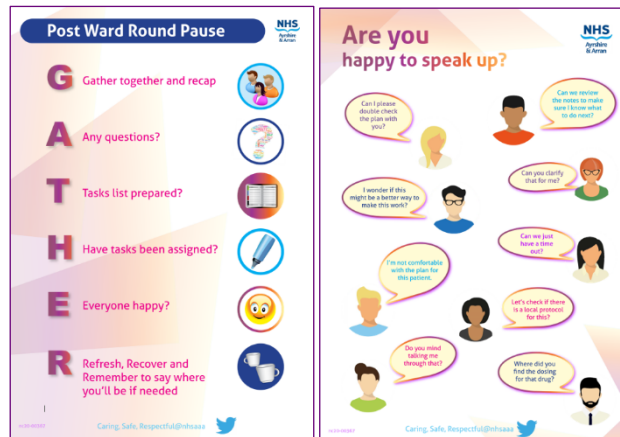 Post Ward Round Pause
NHS
Ayrshire
& Arran
G
Gather together and recap
A
Any questions?
T
Tasks list prepared?
H
Have tasks been assigned?
E
Everyone happy?
R
Refresh, Recover and
Remember to say where
you'll be if needed
Caring, Safe, Respectful@nhsaaa
Are you
happy to speak up?
NHS
Ayrshire
& Arran
Can I please
double check
the plan with
you?
Can we review
the notes to make
sure I know what
to do next?
I wonder if this
might be a better way to
make this work?
Can you clarify
that for me?
Can we just
have a time
out?
I'm not comfortable
with the plan for
this patient.
Let's check if there
is a local protocol
for this?
Do you mind
talking me
through that?
Where did you
find the dosing
for that drug?
Caring, Safe, Respectful@nhsaaa